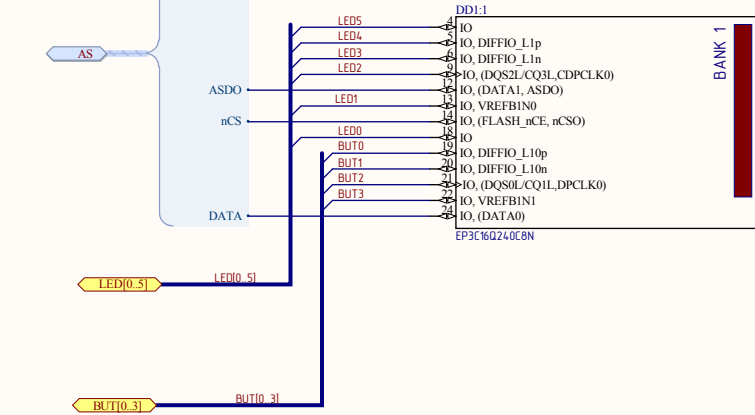 DD1:1
LED5 4 IO
LED4 5 IO, DIFFIO_L1p
AS
LED3 6 IO, DIFFIO_L1n
LED2 9 IO, (DQS2L/CQ3L,CDPCLK0)
ASDO 12 IO, (DATA1, ASDO)
LED1 13 IO, VREFB1N0
nCS 14 IO, (FLASH_nCE, nCSO)
LED0 18 IO
BUT0 19 IO, DIFFIO_L10p
BUT1 20 IO, DIFFIO_L10n
BUT2 21 IO, (DQS0L/CQ1L,DPCLK0)
BUT3 22 IO, VREFB1N1
DATA 24 IO, (DATA0)
BANK 1
EP3C16Q240C8N
LED[0..5] LED[0..5]
BUT[0..3] BUT[0..3]